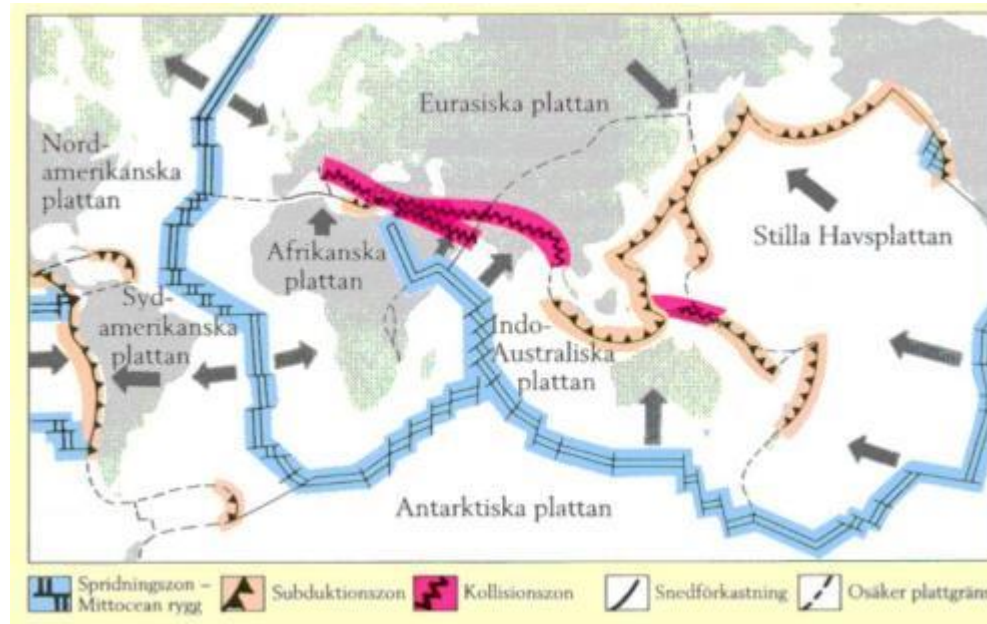 Eurasiska plattan
Nord-
amerikanska
plattan
Afrikanska
plattan
Stilla Havsplattan
Syd-
amerikanska
plattan
Indo-
Australiska
plattan
Antarktiska plattan
Spridningszon –
Mittocean rygg
Subduktionszon
Kollisionszon
Snedförkastning
Osäker plattgräns